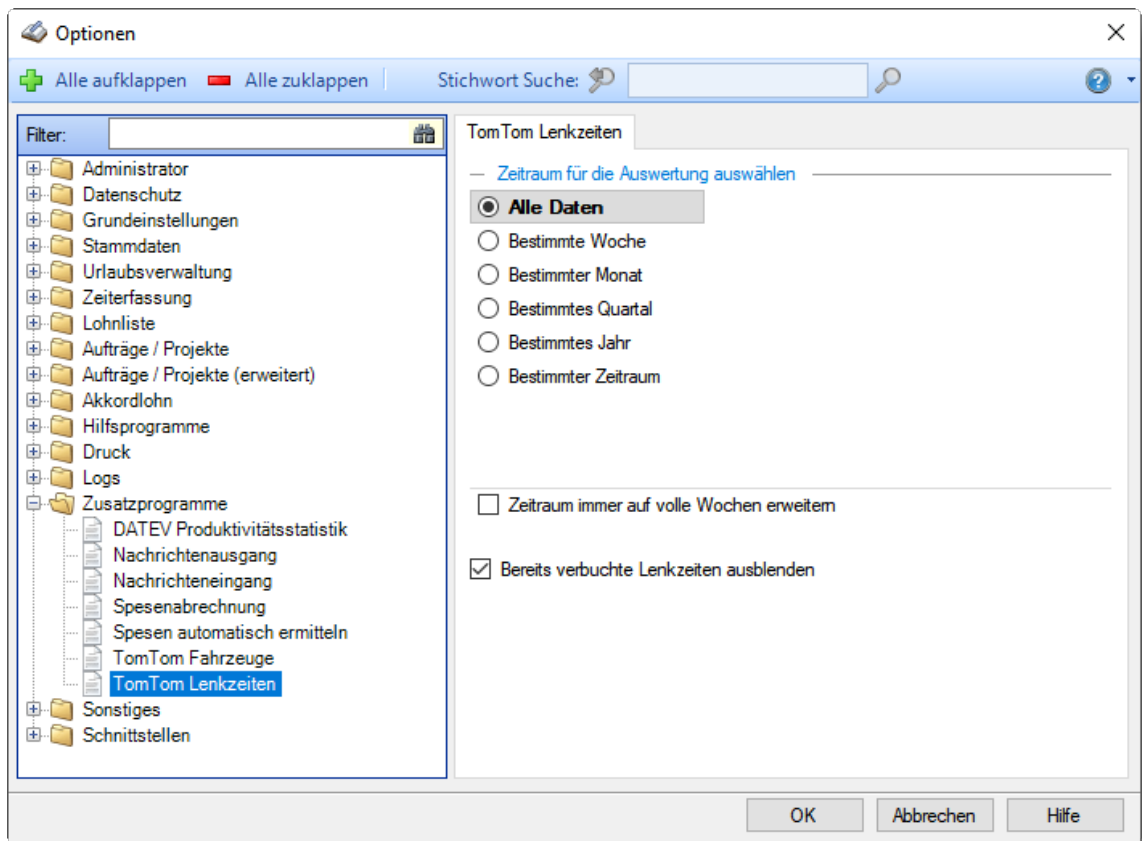 Optionen
Alle aufklappen Alle zuklappen Stichwort Suche:
Filter:
Administrator
Datenschutz
Grundeinstellungen
Stammdaten
Urlaubsverwaltung
Zeiterfassung
Lohnliste
Aufträge / Projekte
Aufträge / Projekte (erweitert)
Akkordlohn
Hilfsprogramme
Druck
Logs
Zusatzprogramme
DATEV Produktivitätsstatistik
Nachrichtenausgang
Nachrichteneingang
Spesenabrechnung
Spesen automatisch ermitteln
TomTom Fahrzeuge
TomTom Lenkzeiten
Sonstiges
Schnittstellen
TomTom Lenkzeiten
Zeitraum für die Auswertung auswählen
Alle Daten
Bestimmte Woche
Bestimmter Monat
Bestimmtes Quartal
Bestimmtes Jahr
Bestimmter Zeitraum
Zeitraum immer auf volle Wochen erweitern
Bereits verbuchte Lenkzeiten ausblenden
OK Abbrechen Hilfe